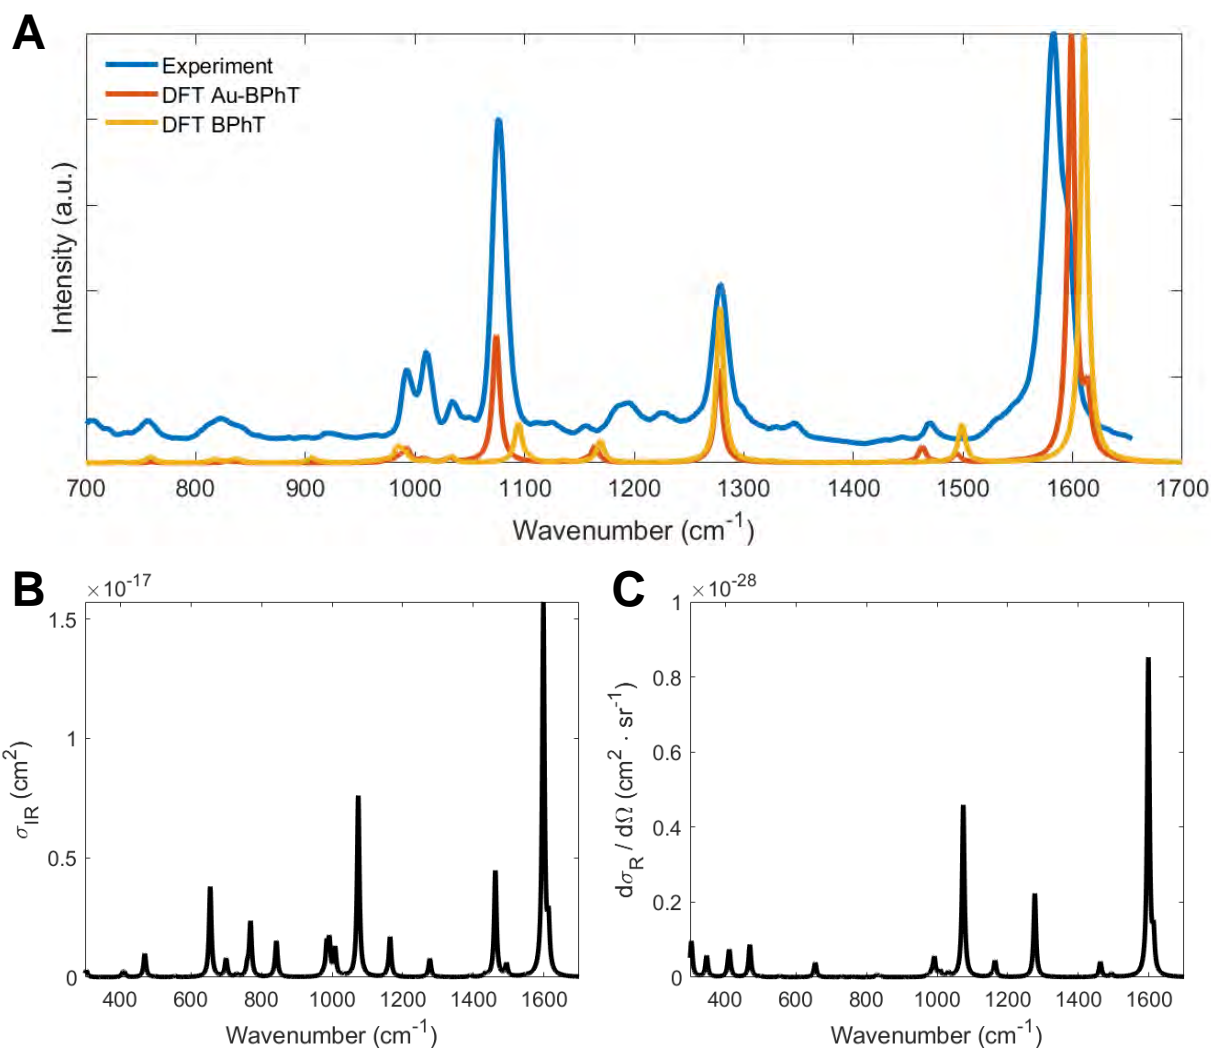 A
Experiment
DFT Au-BPhT
DFT BPhT
Intensity (a.u.)
700 800 900 1000 1100 1200 1300 1400 1500 1600 1700
Wavenumber (cm⁻¹)
B
×10⁻¹⁷
1.5
1
0.5
0
σ_IR (cm²)
400 600 800 1000 1200 1400 1600
Wavenumber (cm⁻¹)
C
×10⁻²⁸
1
0.8
0.6
0.4
0.2
0
dσ_R / dΩ (cm² · sr⁻¹)
400 600 800 1000 1200 1400 1600
Wavenumber (cm⁻¹)